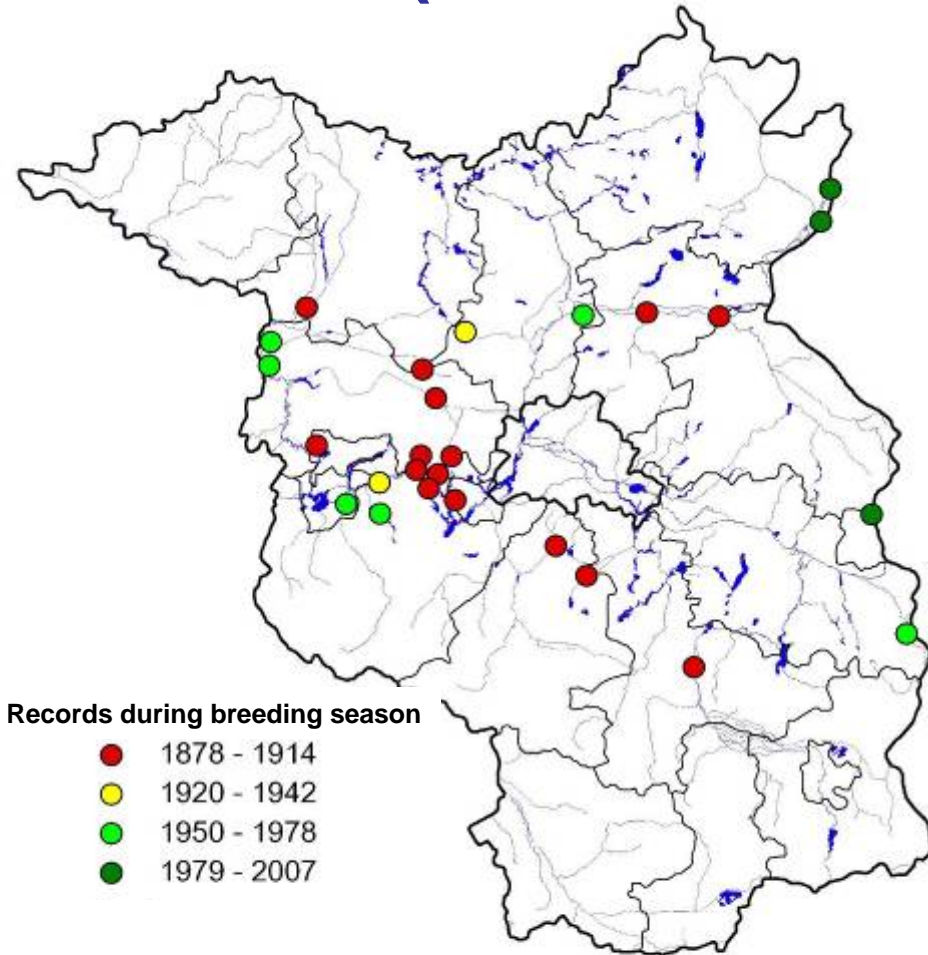 Records during breeding season
1878 - 1914
1920 - 1942
1950 - 1978
1979 - 2007